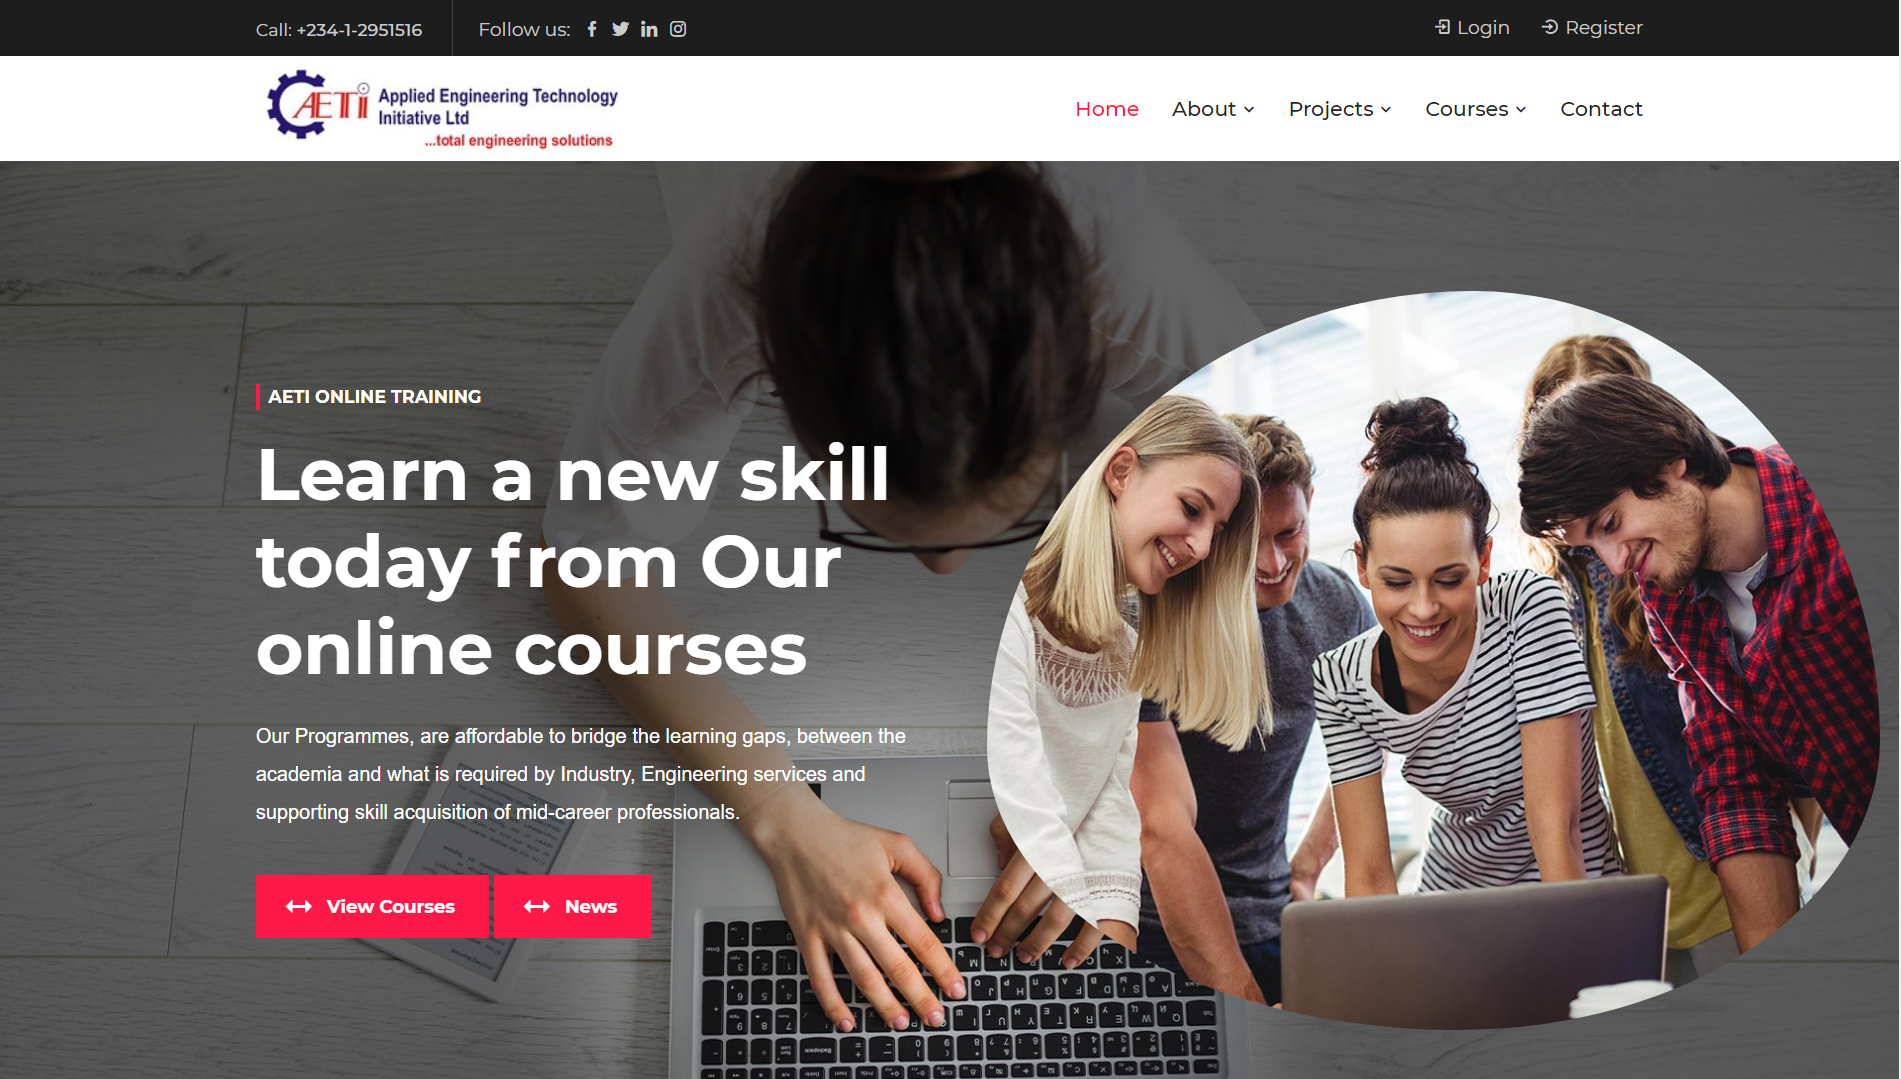 Call: +234-1-2951516
Follow us:
Login
Register
AETI
Applied Engineering Technology
Initiative Ltd
...total engineering solutions
Home
About
Projects
Courses
Contact
AETI ONLINE TRAINING
Learn a new skill
today from Our
online courses
Our Programmes, are affordable to bridge the learning gaps, between the
academia and what is required by Industry, Engineering services and
supporting skill acquisition of mid-career professionals.
View Courses
News